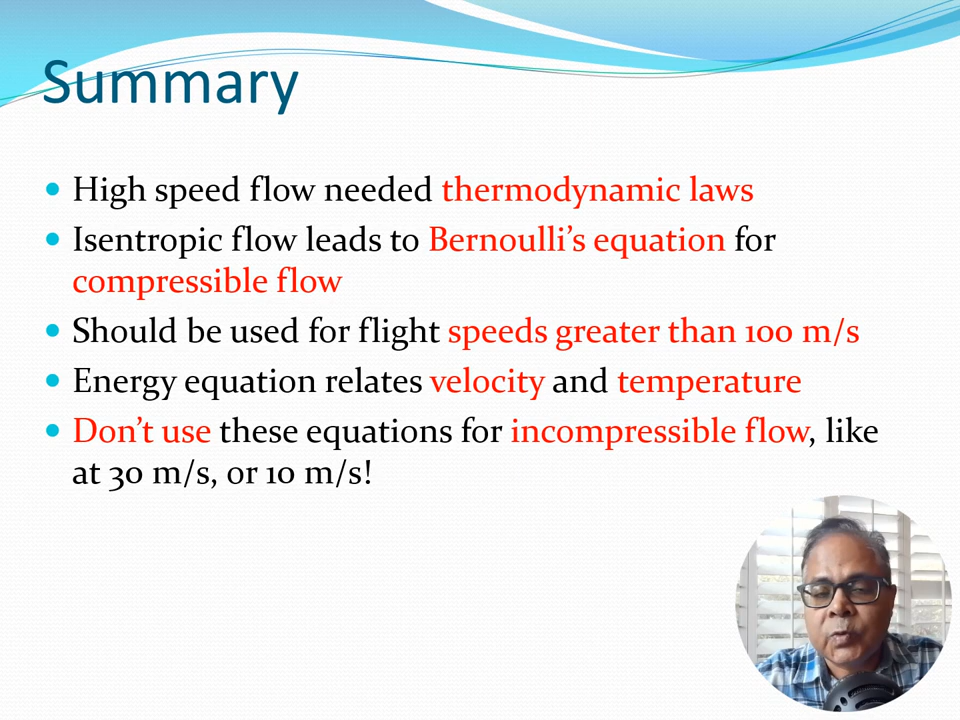 Summary
• High speed flow needed thermodynamic laws
• Isentropic flow leads to Bernoulli’s equation for
compressible flow
• Should be used for flight speeds greater than 100 m/s
• Energy equation relates velocity and temperature
• Don’t use these equations for incompressible flow, like
at 30 m/s, or 10 m/s!